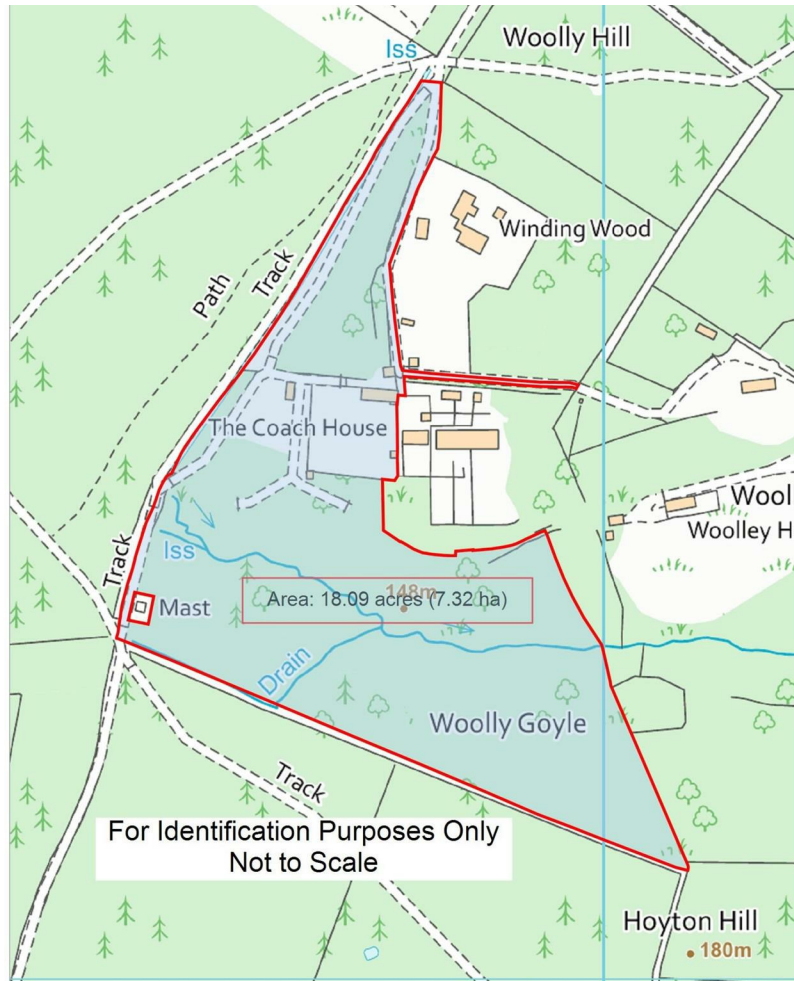 Woolly Hill
Iss
Winding Wood
Path
Track
The Coach House
Wool
Woolley H
Track
Iss
Mast
148m
Area: 18.09 acres (7.32 ha)
Drain
Woolly Goyle
Track
For Identification Purposes Only
Not to Scale
Hoyton Hill
180m